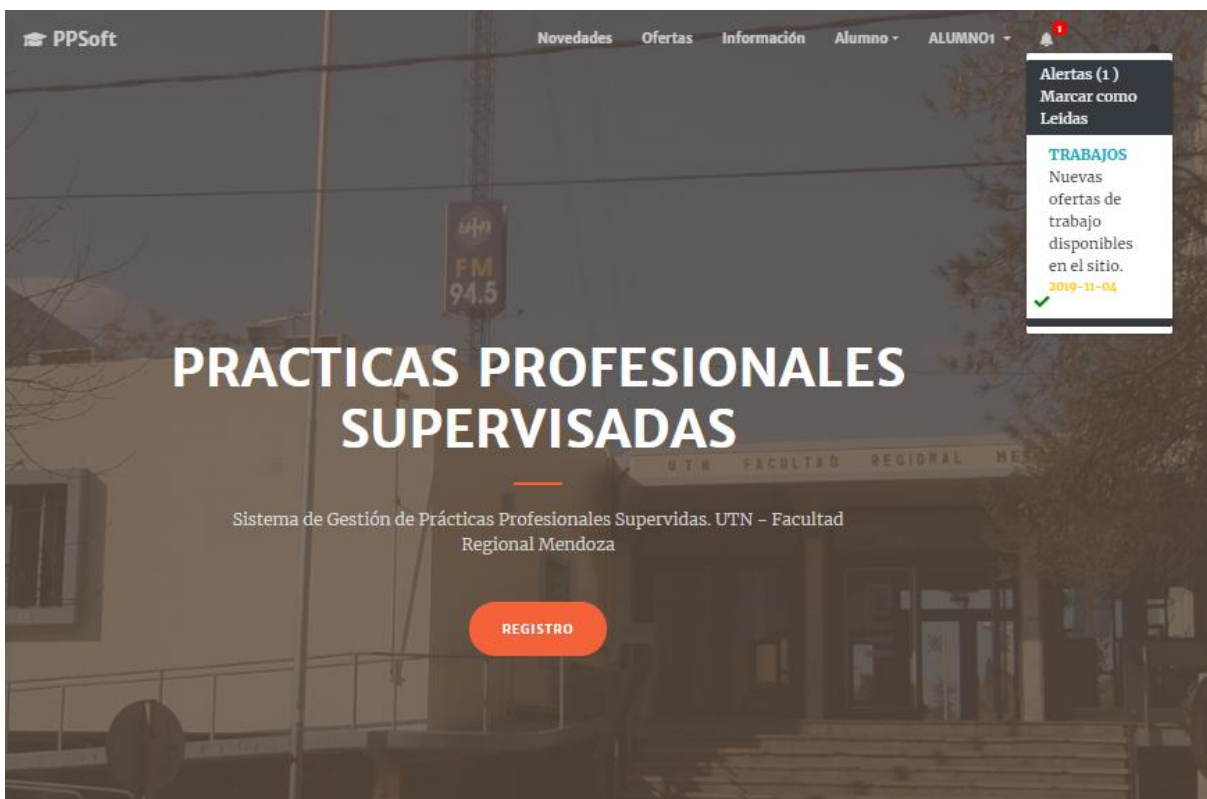 PPSoft
Novedades
Ofertas
Información
Alumno
ALUMNO1
1
Alertas (1 )
Marcar como
Leidas
TRABAJOS
Nuevas
ofertas de
trabajo
disponibles
en el sitio.
2019-11-04
utn
FM
94.5
PRACTICAS PROFESIONALES
SUPERVISADAS
UTN FACULTAD REGIONAL
Sistema de Gestión de Prácticas Profesionales Supervidas. UTN – Facultad
Regional Mendoza
REGISTRO